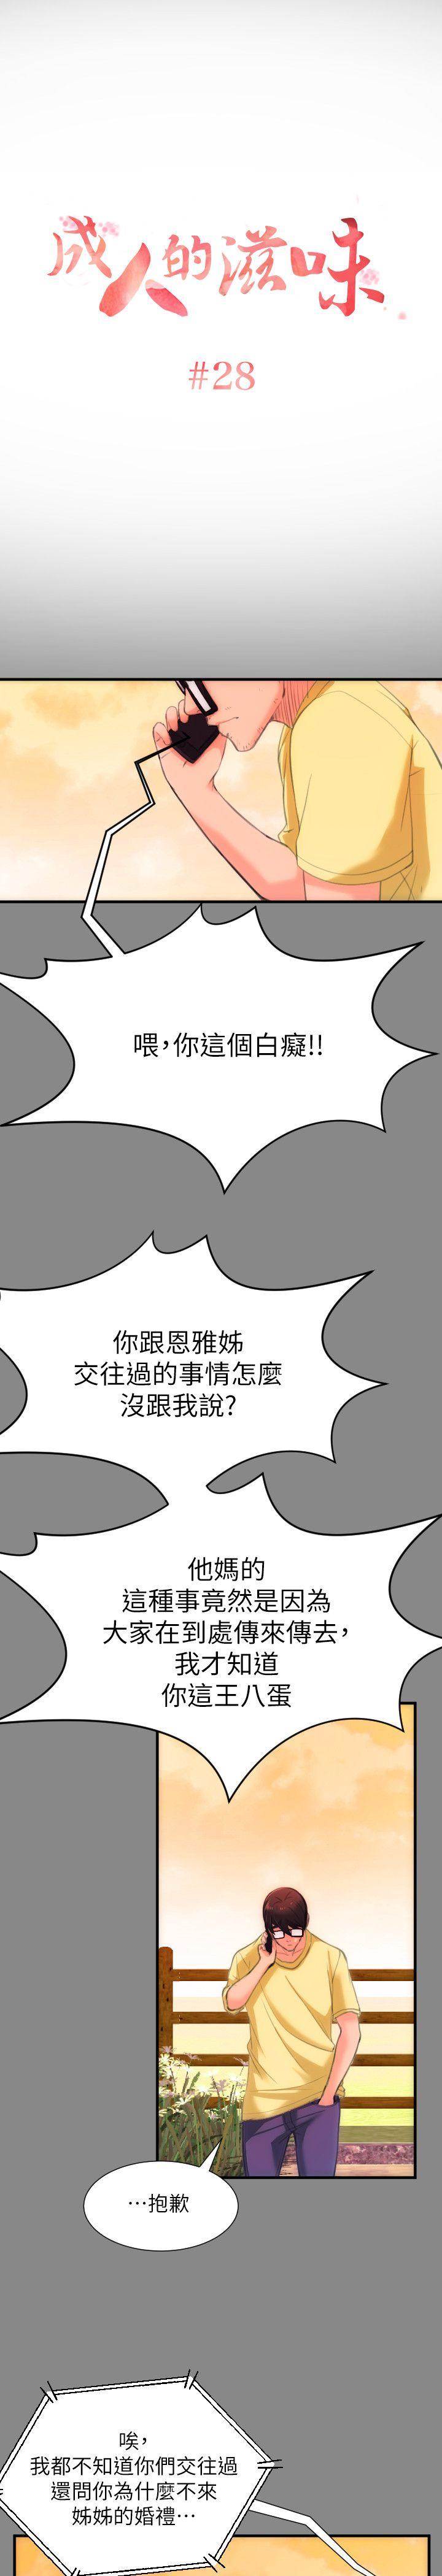 成人的滋味
#28
喂,你這個白癡!!
你跟恩雅姊
交往過的事情怎麼
沒跟我說?
他媽的
這種事竟然是因為
大家在到處傳來傳去,
我才知道
你這王八蛋
…抱歉
唉,
我都不知道你們交往過
還問你為什麼不來
姊姊的婚禮…